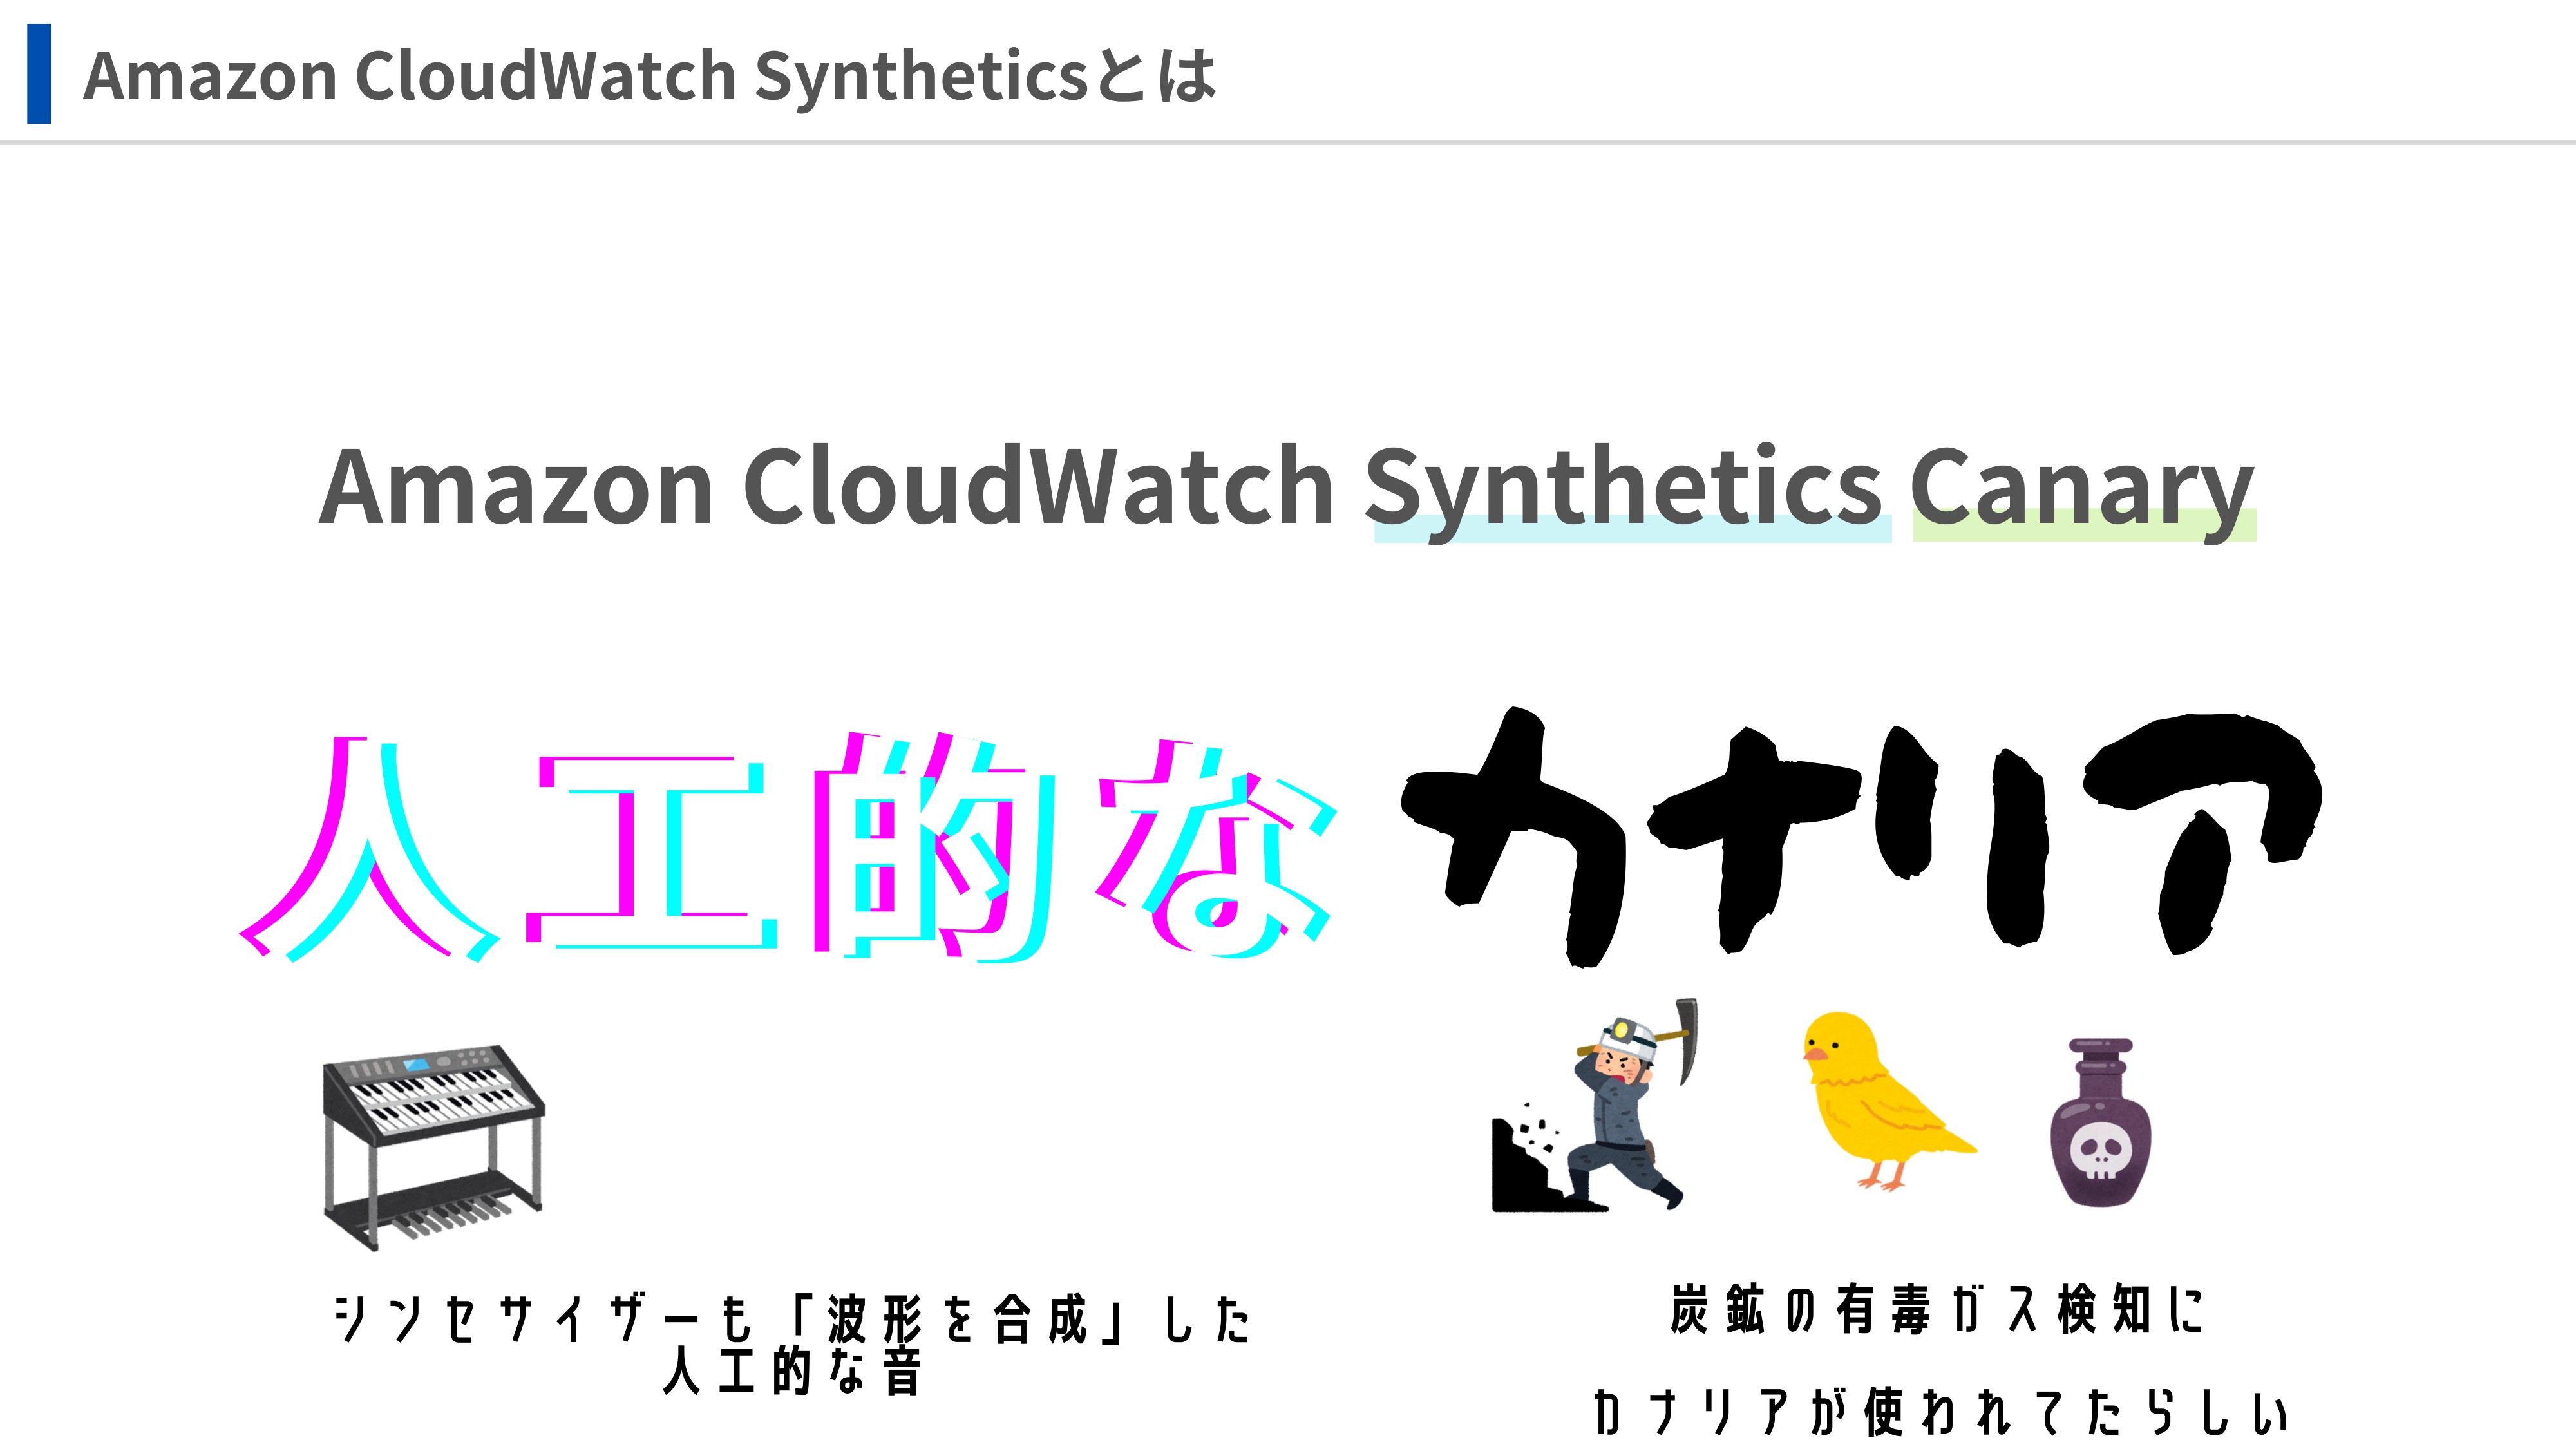 Amazon CloudWatch Syntheticsとは
Amazon CloudWatch Synthetics Canary
人工的な カナリア
シンセサイザーも「波形を合成」した
人工的な音
炭鉱の有毒ガス検知に
カナリアが使われてたらしい